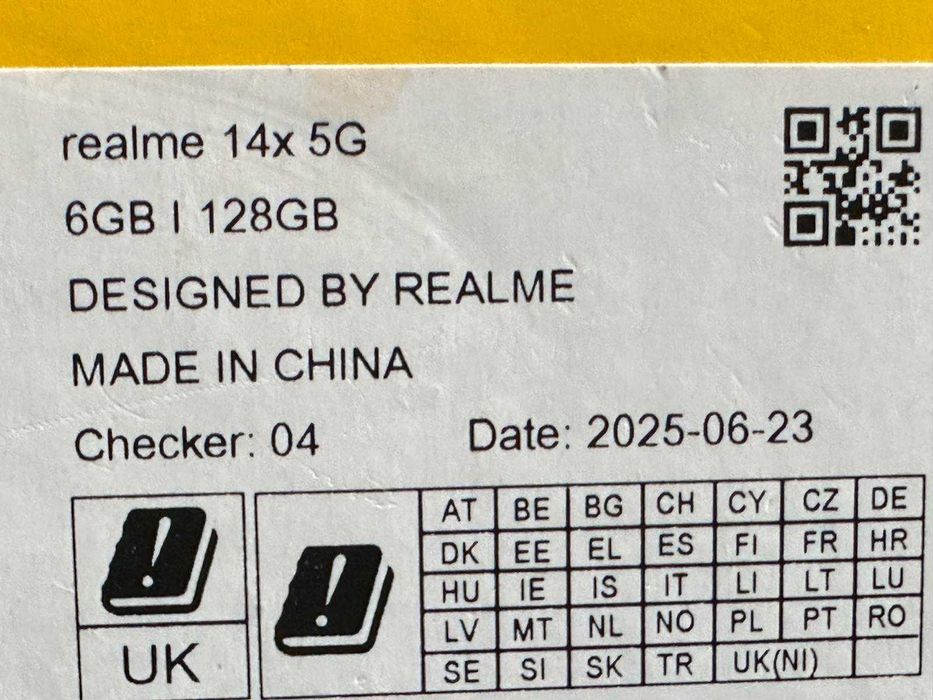 realme 14x 5G
6GB | 128GB
DESIGNED BY REALME
MADE IN CHINA
Checker: 04 Date: 2025-06-23
AT BE BG CH CY CZ DE
DK EE EL ES FI FR HR
HU IE IS IT LI LT LU
LV MT NL NO PL PT RO
SE SI SK TR UK(NI)
UK